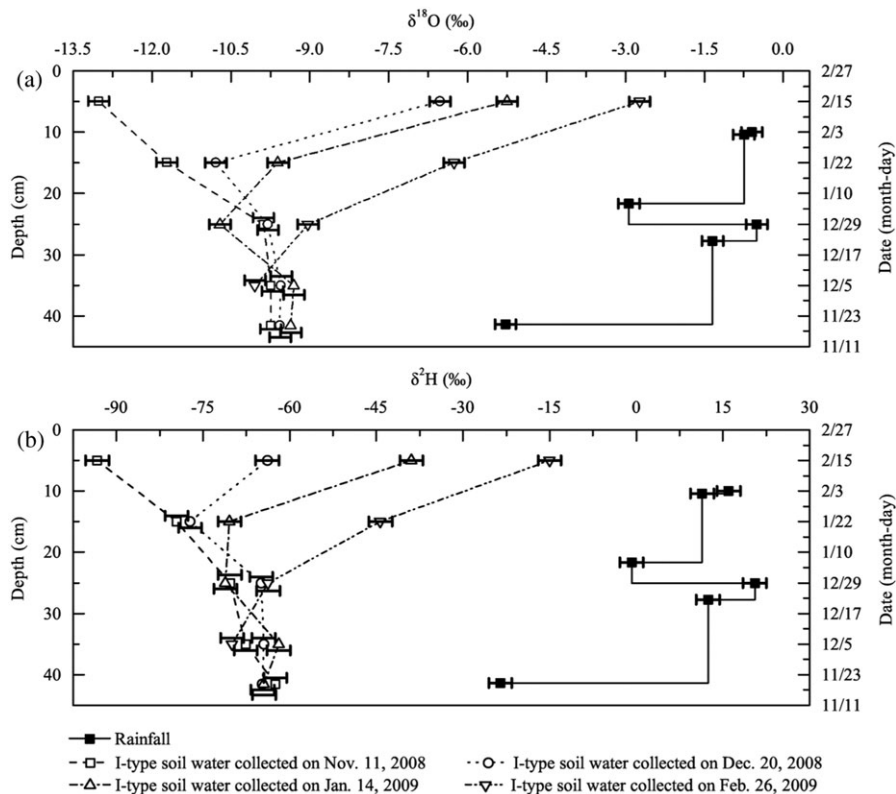 δ18O (‰)
-13.5 -12.0 -10.5 -9.0 -7.5 -6.0 -4.5 -3.0 -1.5 0.0
(a)
Depth (cm)
0
10
20
30
40
2/27
2/15
2/3
1/22
1/10
12/29
12/17
12/5
11/23
11/11
Date (month-day)
δ2H (‰)
-90 -75 -60 -45 -30 -15 0 15 30
(b)
Depth (cm)
0
10
20
30
40
2/27
2/15
2/3
1/22
1/10
12/29
12/17
12/5
11/23
11/11
Date (month-day)
Rainfall
I-type soil water collected on Nov. 11, 2008
I-type soil water collected on Dec. 20, 2008
I-type soil water collected on Jan. 14, 2009
I-type soil water collected on Feb. 26, 2009